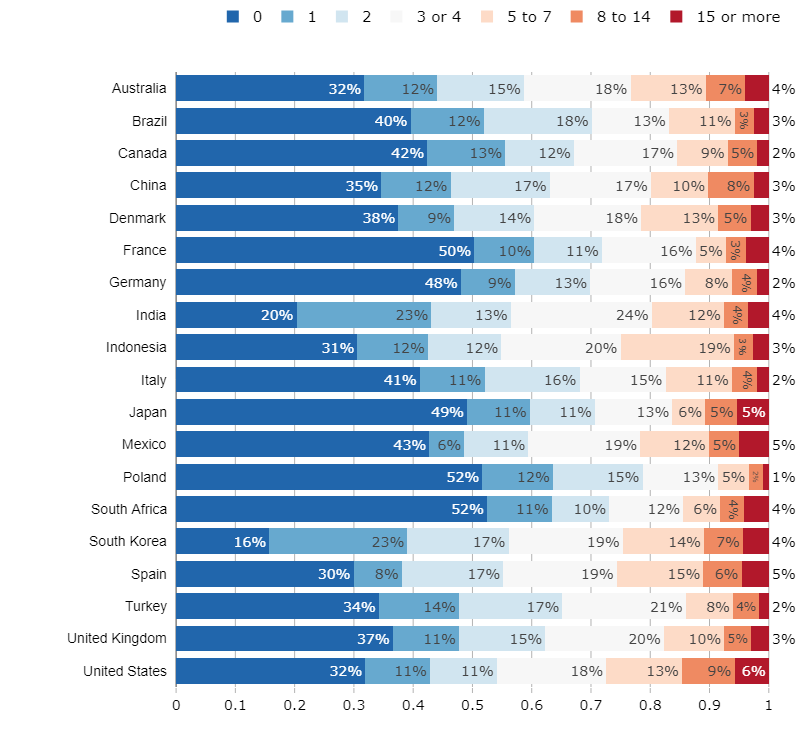 0 1 2 3 or 4 5 to 7 8 to 14 15 or more
Australia 32% 12% 15% 18% 13% 7% 4%
Brazil 40% 12% 18% 13% 11% 3% 3%
Canada 42% 13% 12% 17% 9% 5% 2%
China 35% 12% 17% 17% 10% 8% 3%
Denmark 38% 9% 14% 18% 13% 5% 3%
France 50% 10% 11% 16% 5% 3% 4%
Germany 48% 9% 13% 16% 8% 4% 2%
India 20% 23% 13% 24% 12% 4% 4%
Indonesia 31% 12% 12% 20% 19% 3% 3%
Italy 41% 11% 16% 15% 11% 4% 2%
Japan 49% 11% 11% 13% 6% 5% 5%
Mexico 43% 6% 11% 19% 12% 5% 5%
Poland 52% 12% 15% 13% 5% 2% 1%
South Africa 52% 11% 10% 12% 6% 4% 4%
South Korea 16% 23% 17% 19% 14% 7% 4%
Spain 30% 8% 17% 19% 15% 6% 5%
Turkey 34% 14% 17% 21% 8% 4% 2%
United Kingdom 37% 11% 15% 20% 10% 5% 3%
United States 32% 11% 11% 18% 13% 9% 6%
0 0.1 0.2 0.3 0.4 0.5 0.6 0.7 0.8 0.9 1